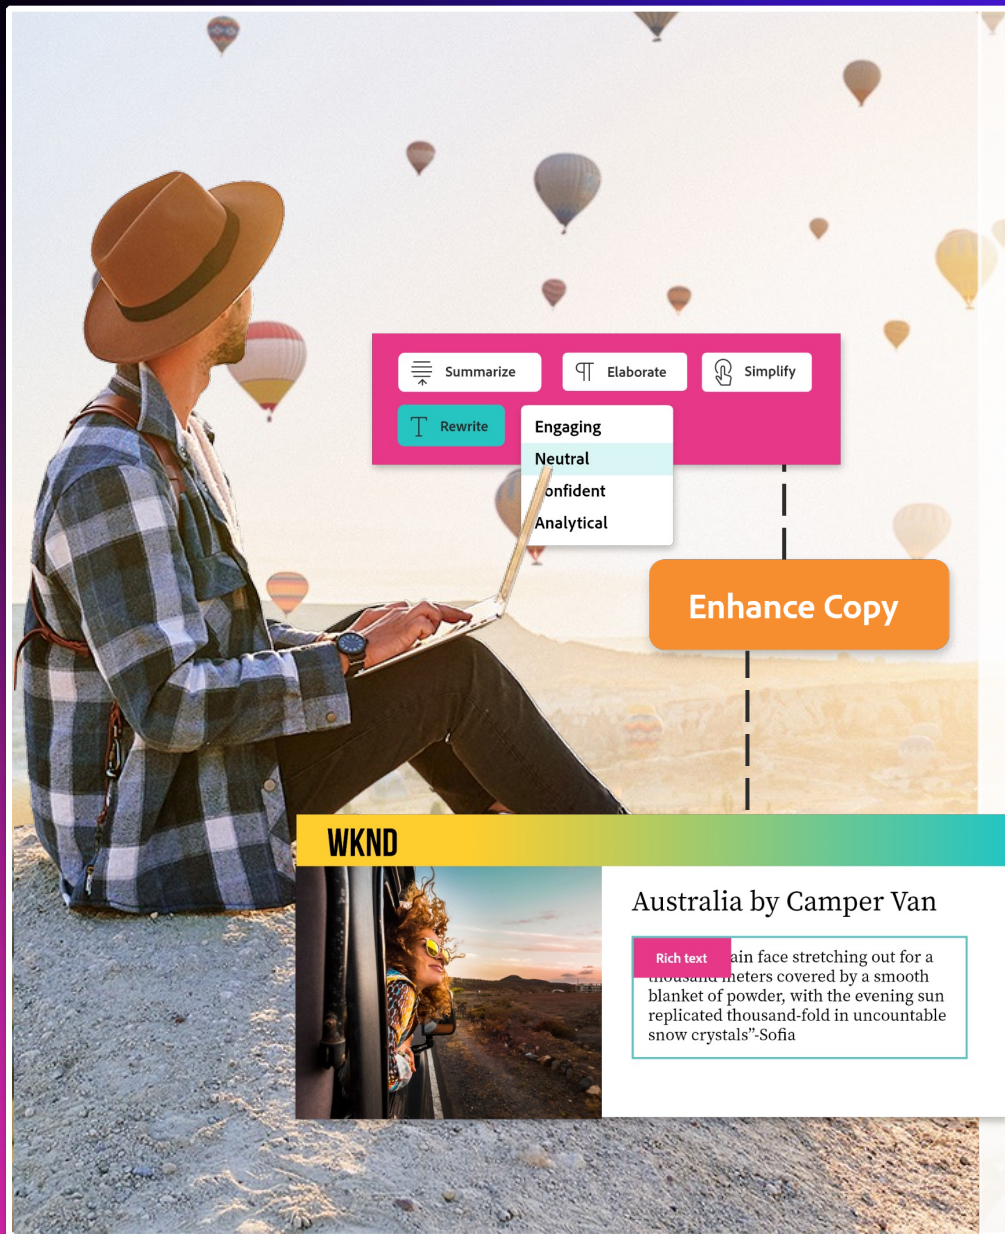 Summarize
Elaborate
Simplify
Rewrite
Engaging
Neutral
onfident
Analytical
Enhance Copy
WKND
Australia by Camper Van
Rich text
ain face stretching out for a
thousand meters covered by a smooth
blanket of powder, with the evening sun
replicated thousand-fold in uncountable
snow crystals”-Sofia